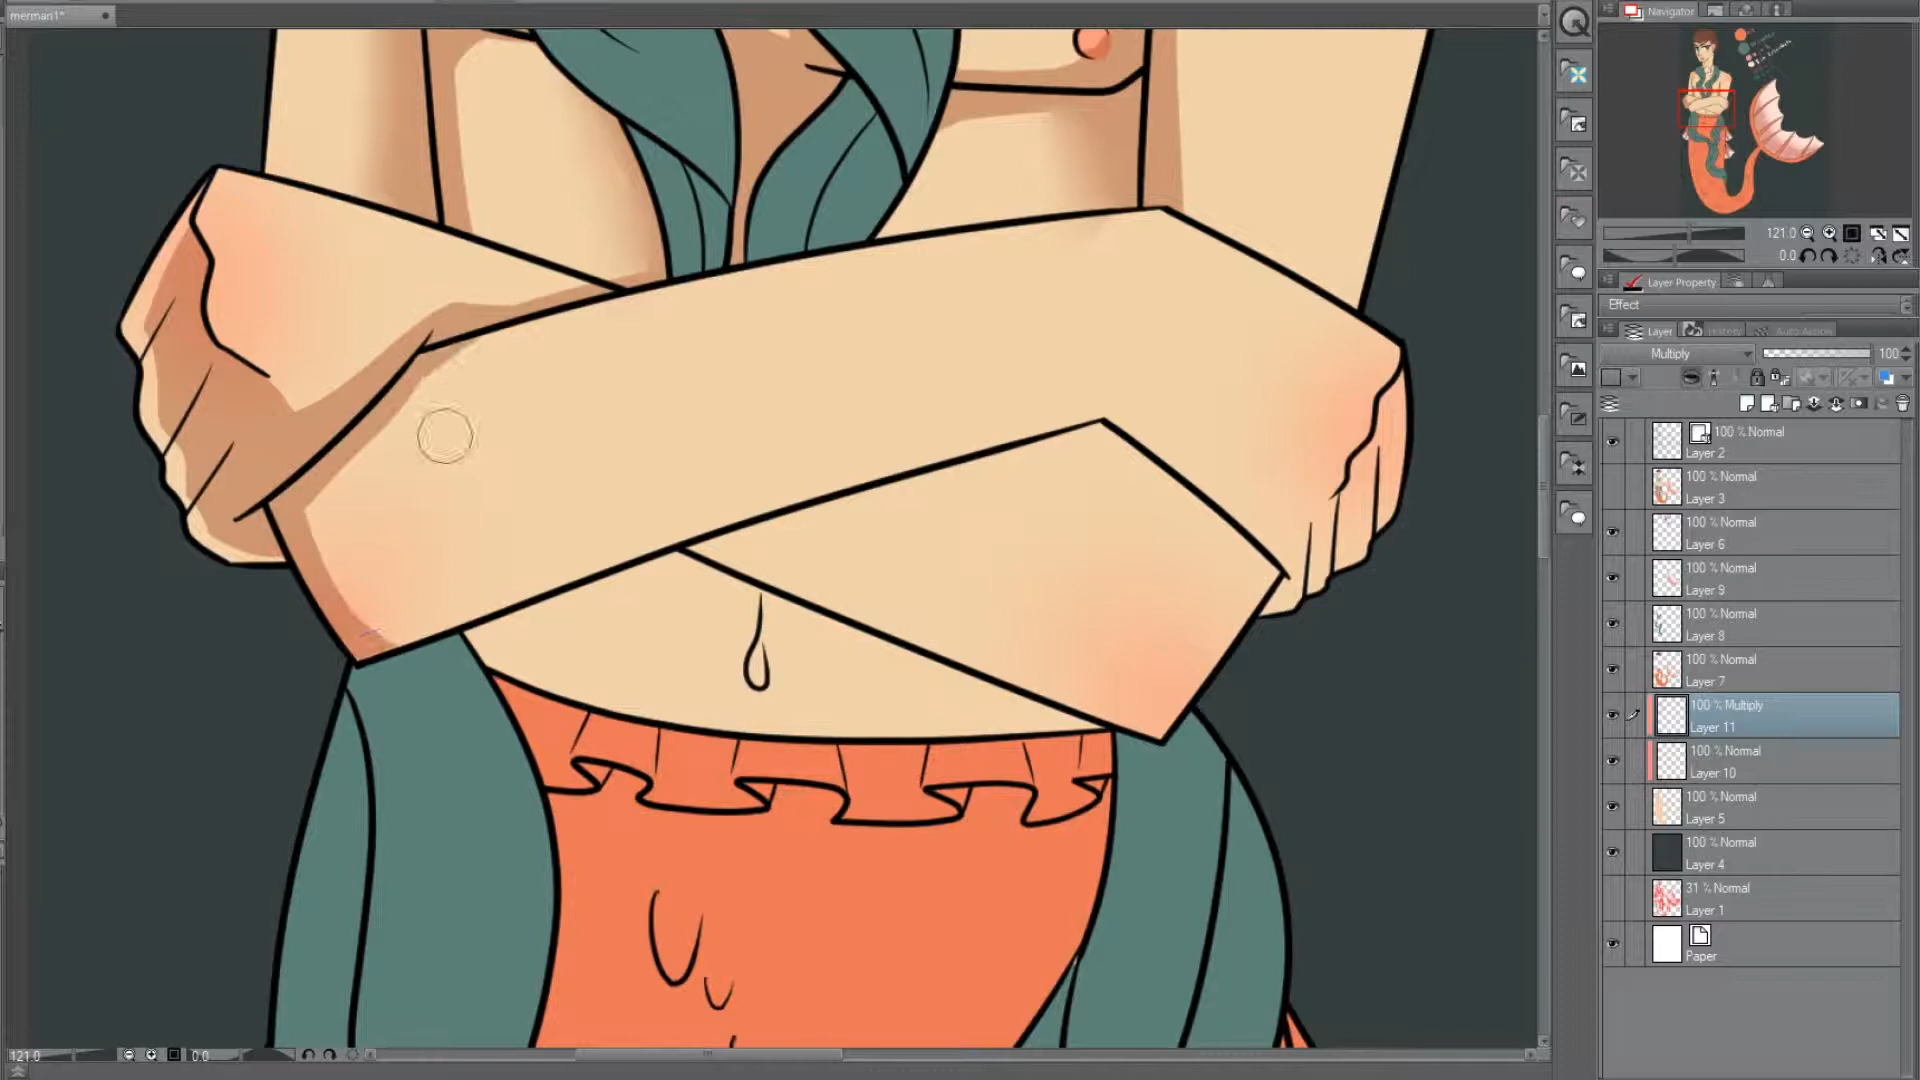 merman1*
Navigator
121.0
0.0
Layer Property
Effect
Layer
History
Auto Action
Multiply
100
100 % Normal
Layer 2
100 % Normal
Layer 3
100 % Normal
Layer 6
100 % Normal
Layer 9
100 % Normal
Layer 8
100 % Normal
Layer 7
100 % Multiply
Layer 11
100 % Normal
Layer 10
100 % Normal
Layer 5
100 % Normal
Layer 4
31 % Normal
Layer 1
Paper
121.0
0.0